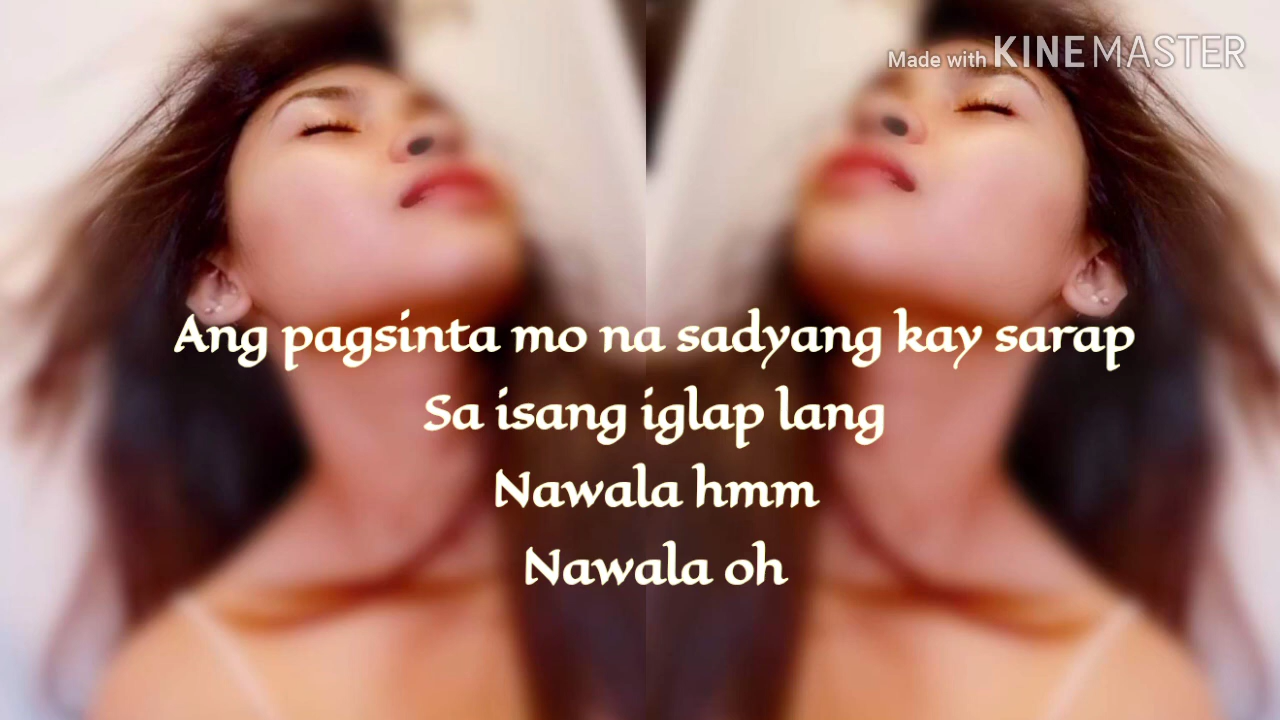 Made with KINEMASTER
Ang pagsinta mo na sadyang kay sarap
Sa isang iglap lang
Nawala hmm
Nawala oh